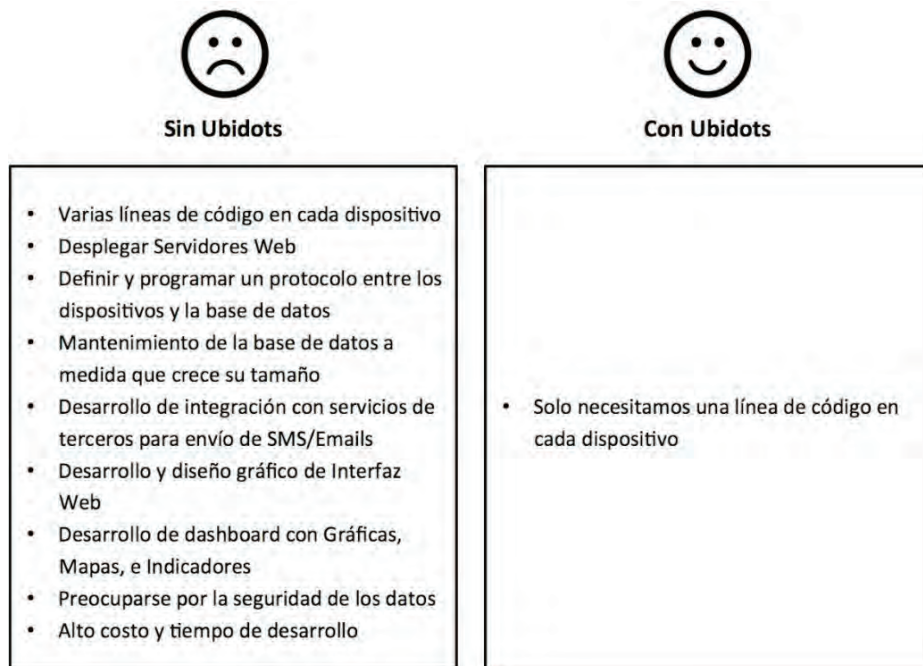 Sin Ubidots
• Varias líneas de código en cada dispositivo
• Desplegar Servidores Web
• Definir y programar un protocolo entre los
dispositivos y la base de datos
• Mantenimiento de la base de datos a
medida que crece su tamaño
• Desarrollo de integración con servicios de
terceros para envío de SMS/Emails
• Desarrollo y diseño gráfico de Interfaz
Web
• Desarrollo de dashboard con Gráficas,
Mapas, e Indicadores
• Preocuparse por la seguridad de los datos
• Alto costo y tiempo de desarrollo
Con Ubidots
• Solo necesitamos una línea de código en
cada dispositivo